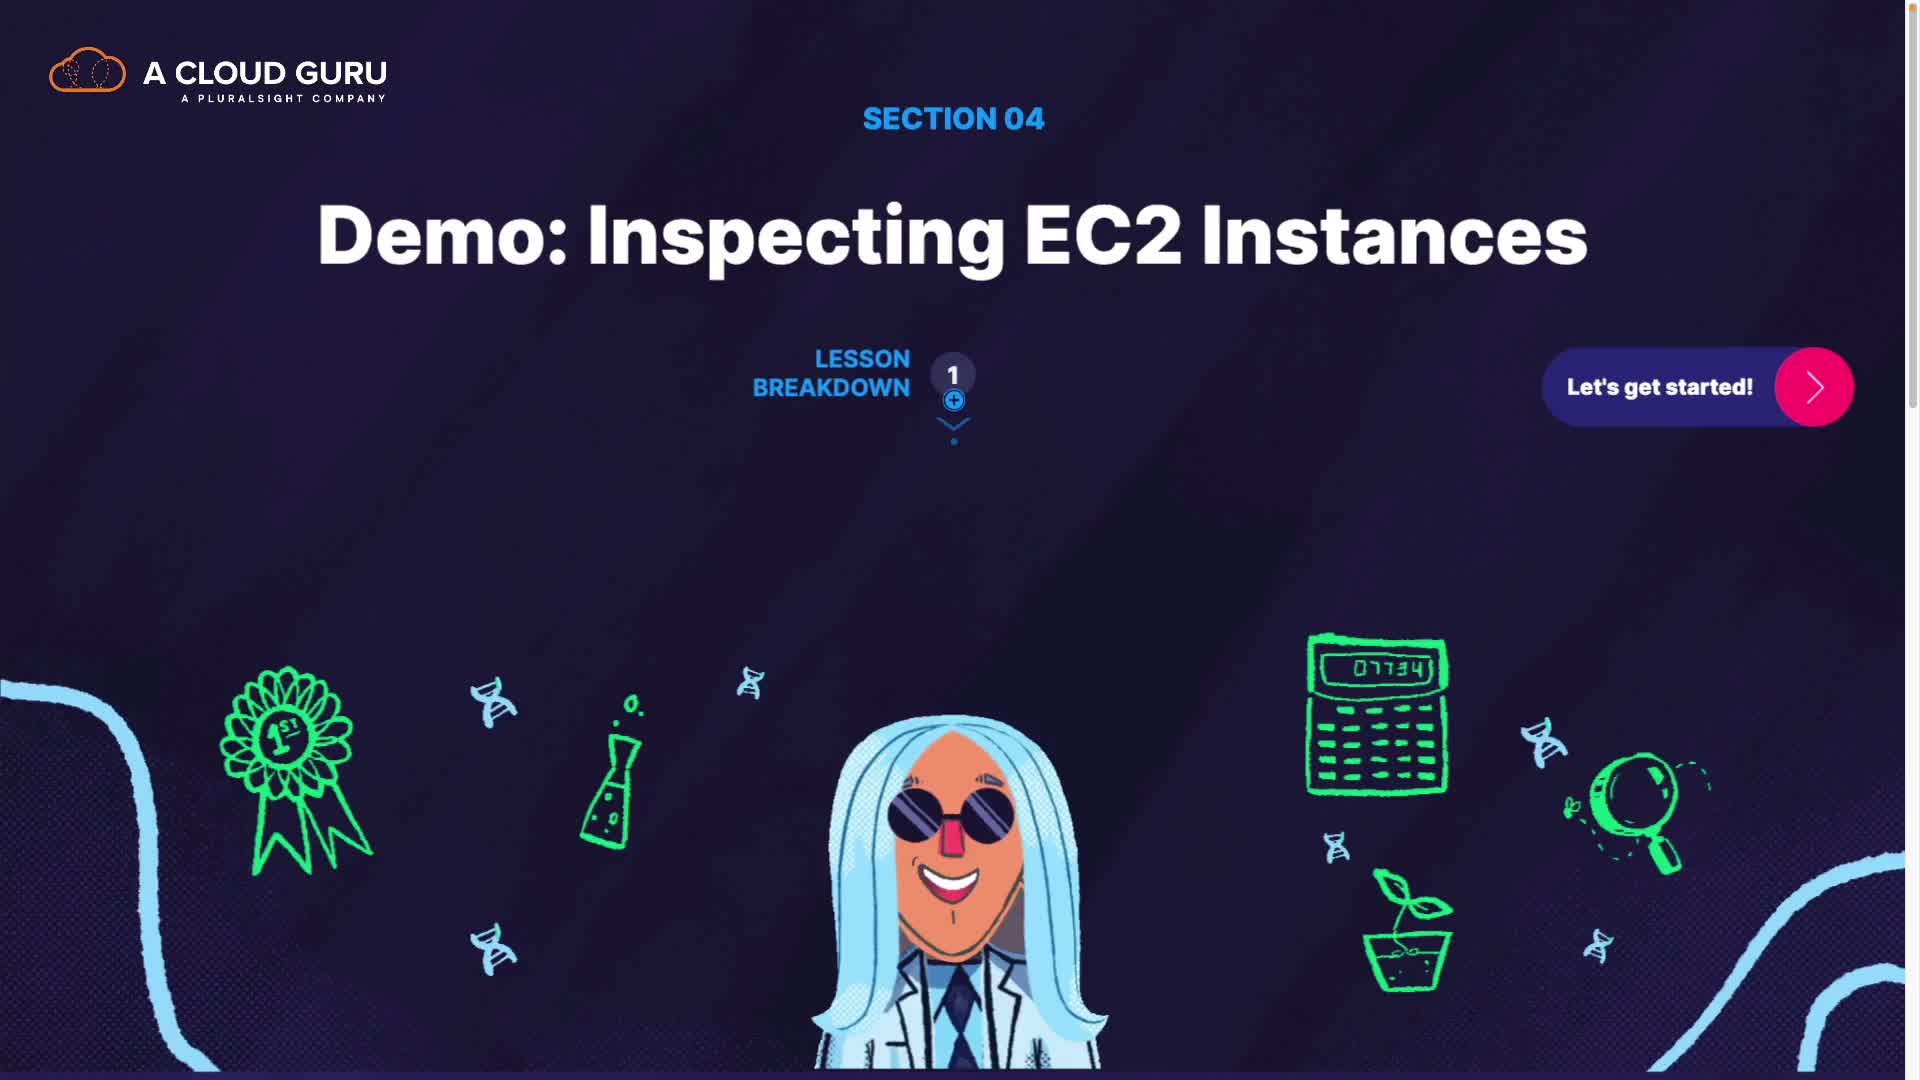 A CLOUD GURU
A PLURALSIGHT COMPANY
SECTION 04
Demo: Inspecting EC2 Instances
LESSON
BREAKDOWN
1
Let's get started!
07734
1ST